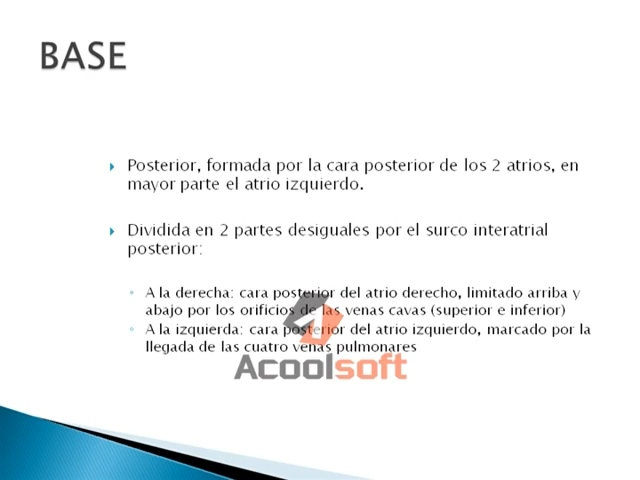 BASE
Posterior, formada por la cara posterior de los 2 atrios, en
mayor parte el atrio izquierdo.
Dividida en 2 partes desiguales por el surco interatrial
posterior:
A la derecha: cara posterior del atrio derecho, limitado arriba y
abajo por los orificios de las venas cavas (superior e inferior)
A la izquierda: cara posterior del atrio izquierdo, marcado por la
llegada de las cuatro venas pulmonares
Acoolsoft